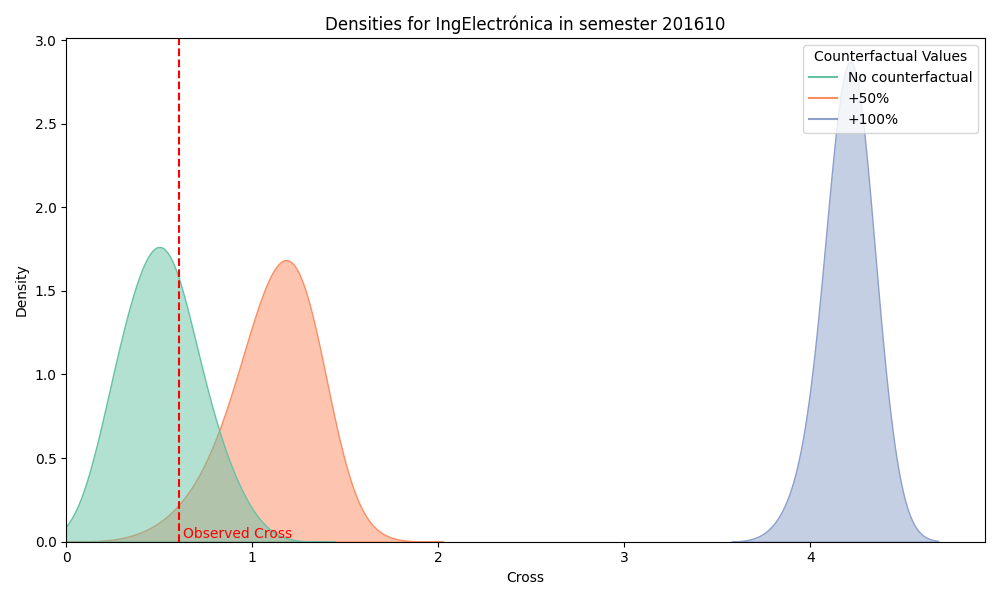 Densities for IngElectrónica in semester 201610
Counterfactual Values
No counterfactual
+50%
+100%
3.0
2.5
2.0
1.5
1.0
0.5
0.0
Density
Observed Cross
0 1 2 3 4
Cross